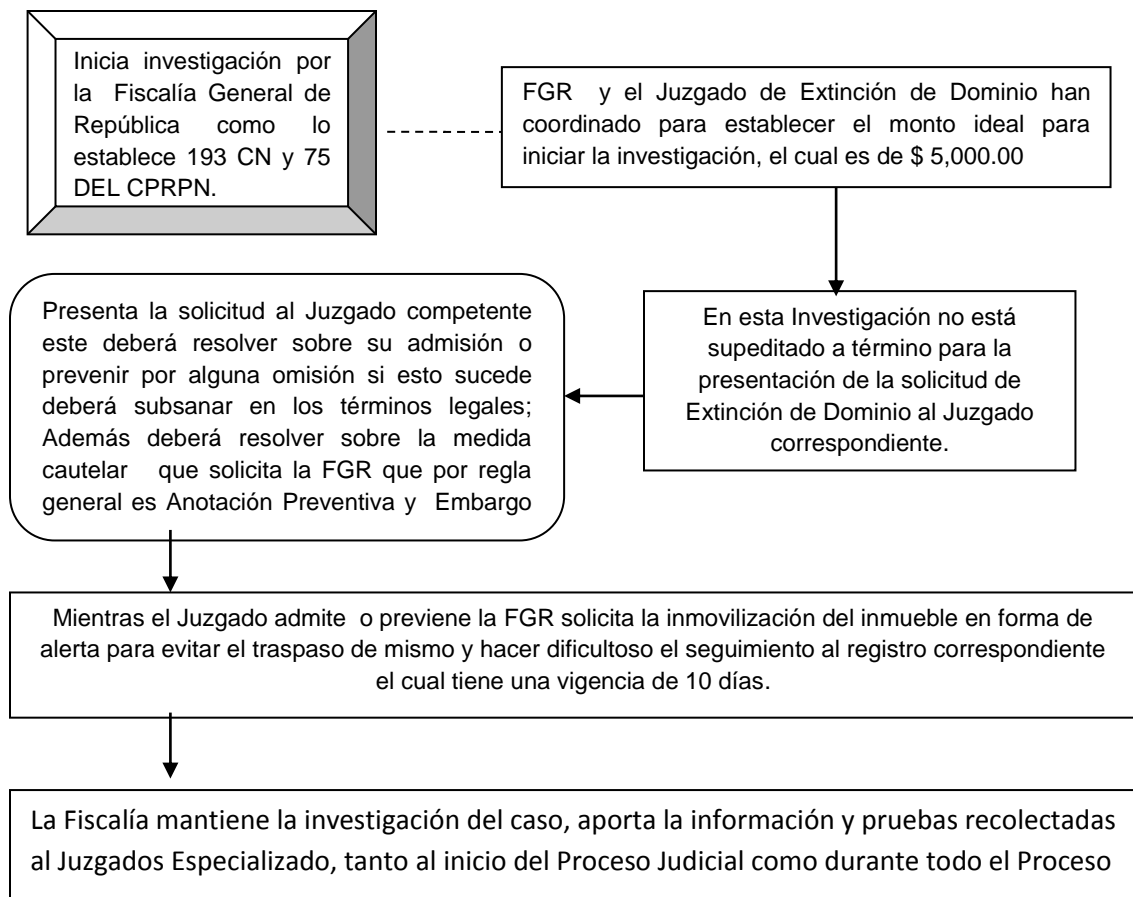 Inicia investigación por
la Fiscalía General de
República como lo
establece 193 CN y 75
DEL CPRPN.
FGR y el Juzgado de Extinción de Dominio han
coordinado para establecer el monto ideal para
iniciar la investigación, el cual es de $ 5,000.00
En esta Investigación no está
supeditado a término para la
presentación de la solicitud de
Extinción de Dominio al Juzgado
correspondiente.
Presenta la solicitud al Juzgado competente
este deberá resolver sobre su admisión o
prevenir por alguna omisión si esto sucede
deberá subsanar en los términos legales;
Además deberá resolver sobre la medida
cautelar que solicita la FGR que por regla
general es Anotación Preventiva y Embargo
Mientras el Juzgado admite o previene la FGR solicita la inmovilización del inmueble en forma de
alerta para evitar el traspaso de mismo y hacer dificultoso el seguimiento al registro correspondiente
el cual tiene una vigencia de 10 días.
La Fiscalía mantiene la investigación del caso, aporta la información y pruebas recolectadas
al Juzgados Especializado, tanto al inicio del Proceso Judicial como durante todo el Proceso